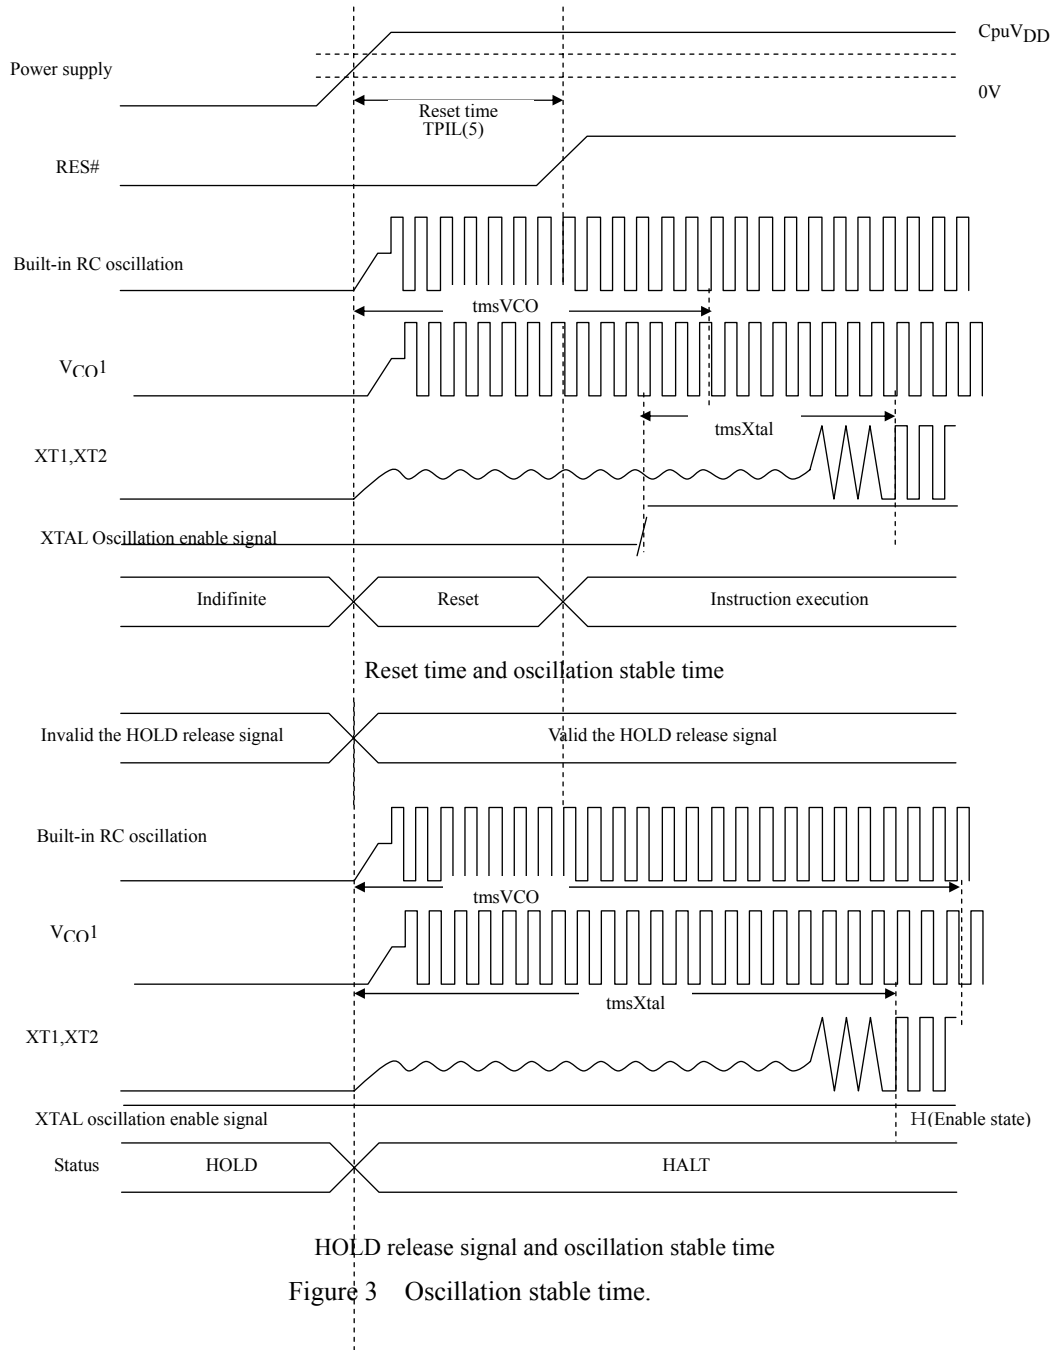 CpuVDD
Power supply
0V
Reset time
TPIL(5)
RES#
Built-in RC oscillation
tmsVCO
VCO1
tmsXtal
XT1,XT2
XTAL Oscillation enable signal
Indifinite Reset Instruction execution
Reset time and oscillation stable time
Invalid the HOLD release signal Valid the HOLD release signal
Built-in RC oscillation
tmsVCO
VCO1
tmsXtal
XT1,XT2
XTAL oscillation enable signal H(Enable state)
Status HOLD HALT
HOLD release signal and oscillation stable time
Figure 3 Oscillation stable time.